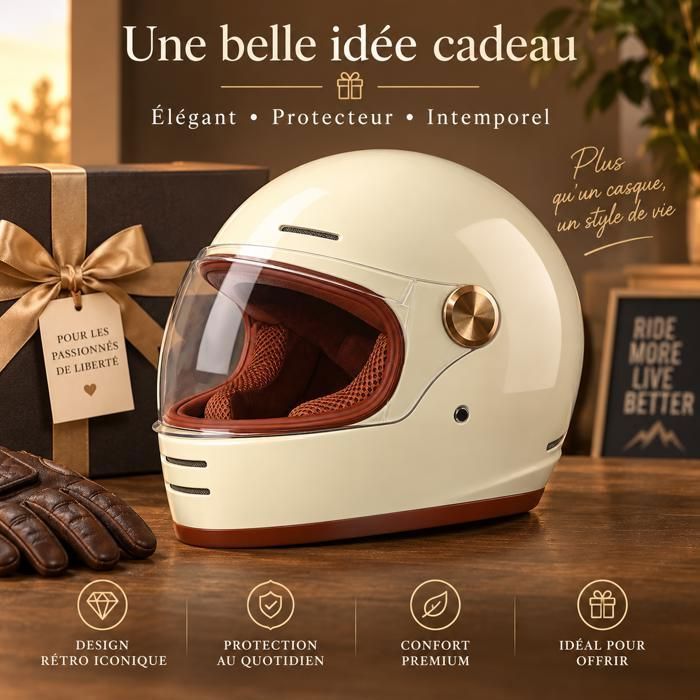 Une belle idée cadeau
Élégant • Protecteur • Intemporel
Plus
qu'un casque,
un style de vie
POUR LES
PASSIONNÉS
DE LIBERTÉ
RIDE
MORE
LIVE
BETTER
DESIGN
RÉTRO ICONIQUE
PROTECTION
AU QUOTIDIEN
CONFORT
PREMIUM
IDÉAL POUR
OFFRIR